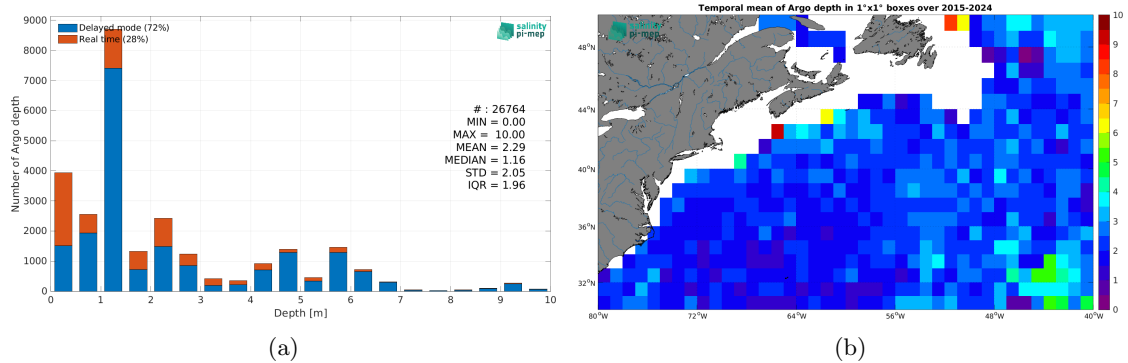 Delayed mode (72%)
Real time (28%)
salinity
pi-mep
# : 26764
MIN = 0.00
MAX = 10.00
MEAN = 2.29
MEDIAN = 1.16
STD = 2.05
IQR = 1.96
Number of Argo depth
9000
8000
7000
6000
5000
4000
3000
2000
1000
0
0 1 2 3 4 5 6 7 8 9 10
Depth [m]
(a)
Temporal mean of Argo depth in 1°x1° boxes over 2015-2024
salinity
pi-mep
48°N
44°N
40°N
36°N
32°N
80°W 72°W 64°W 56°W 48°W 40°W
10
9
8
7
6
5
4
3
2
1
0
(b)